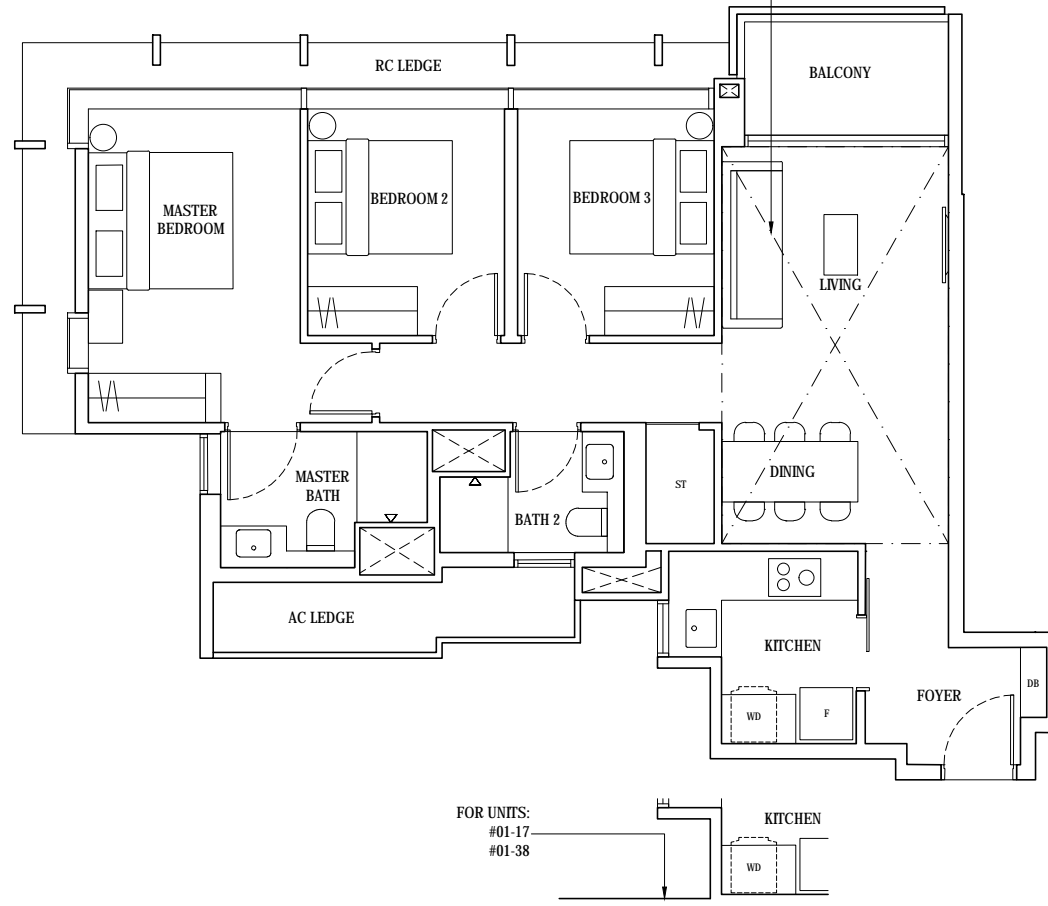 RC LEDGE
BALCONY
MASTER
BEDROOM
BEDROOM 2
BEDROOM 3
LIVING
MASTER
BATH
BATH 2
ST
DINING
AC LEDGE
KITCHEN
WD
F
FOYER
DB
FOR UNITS:
#01-17
#01-38
KITCHEN
WD